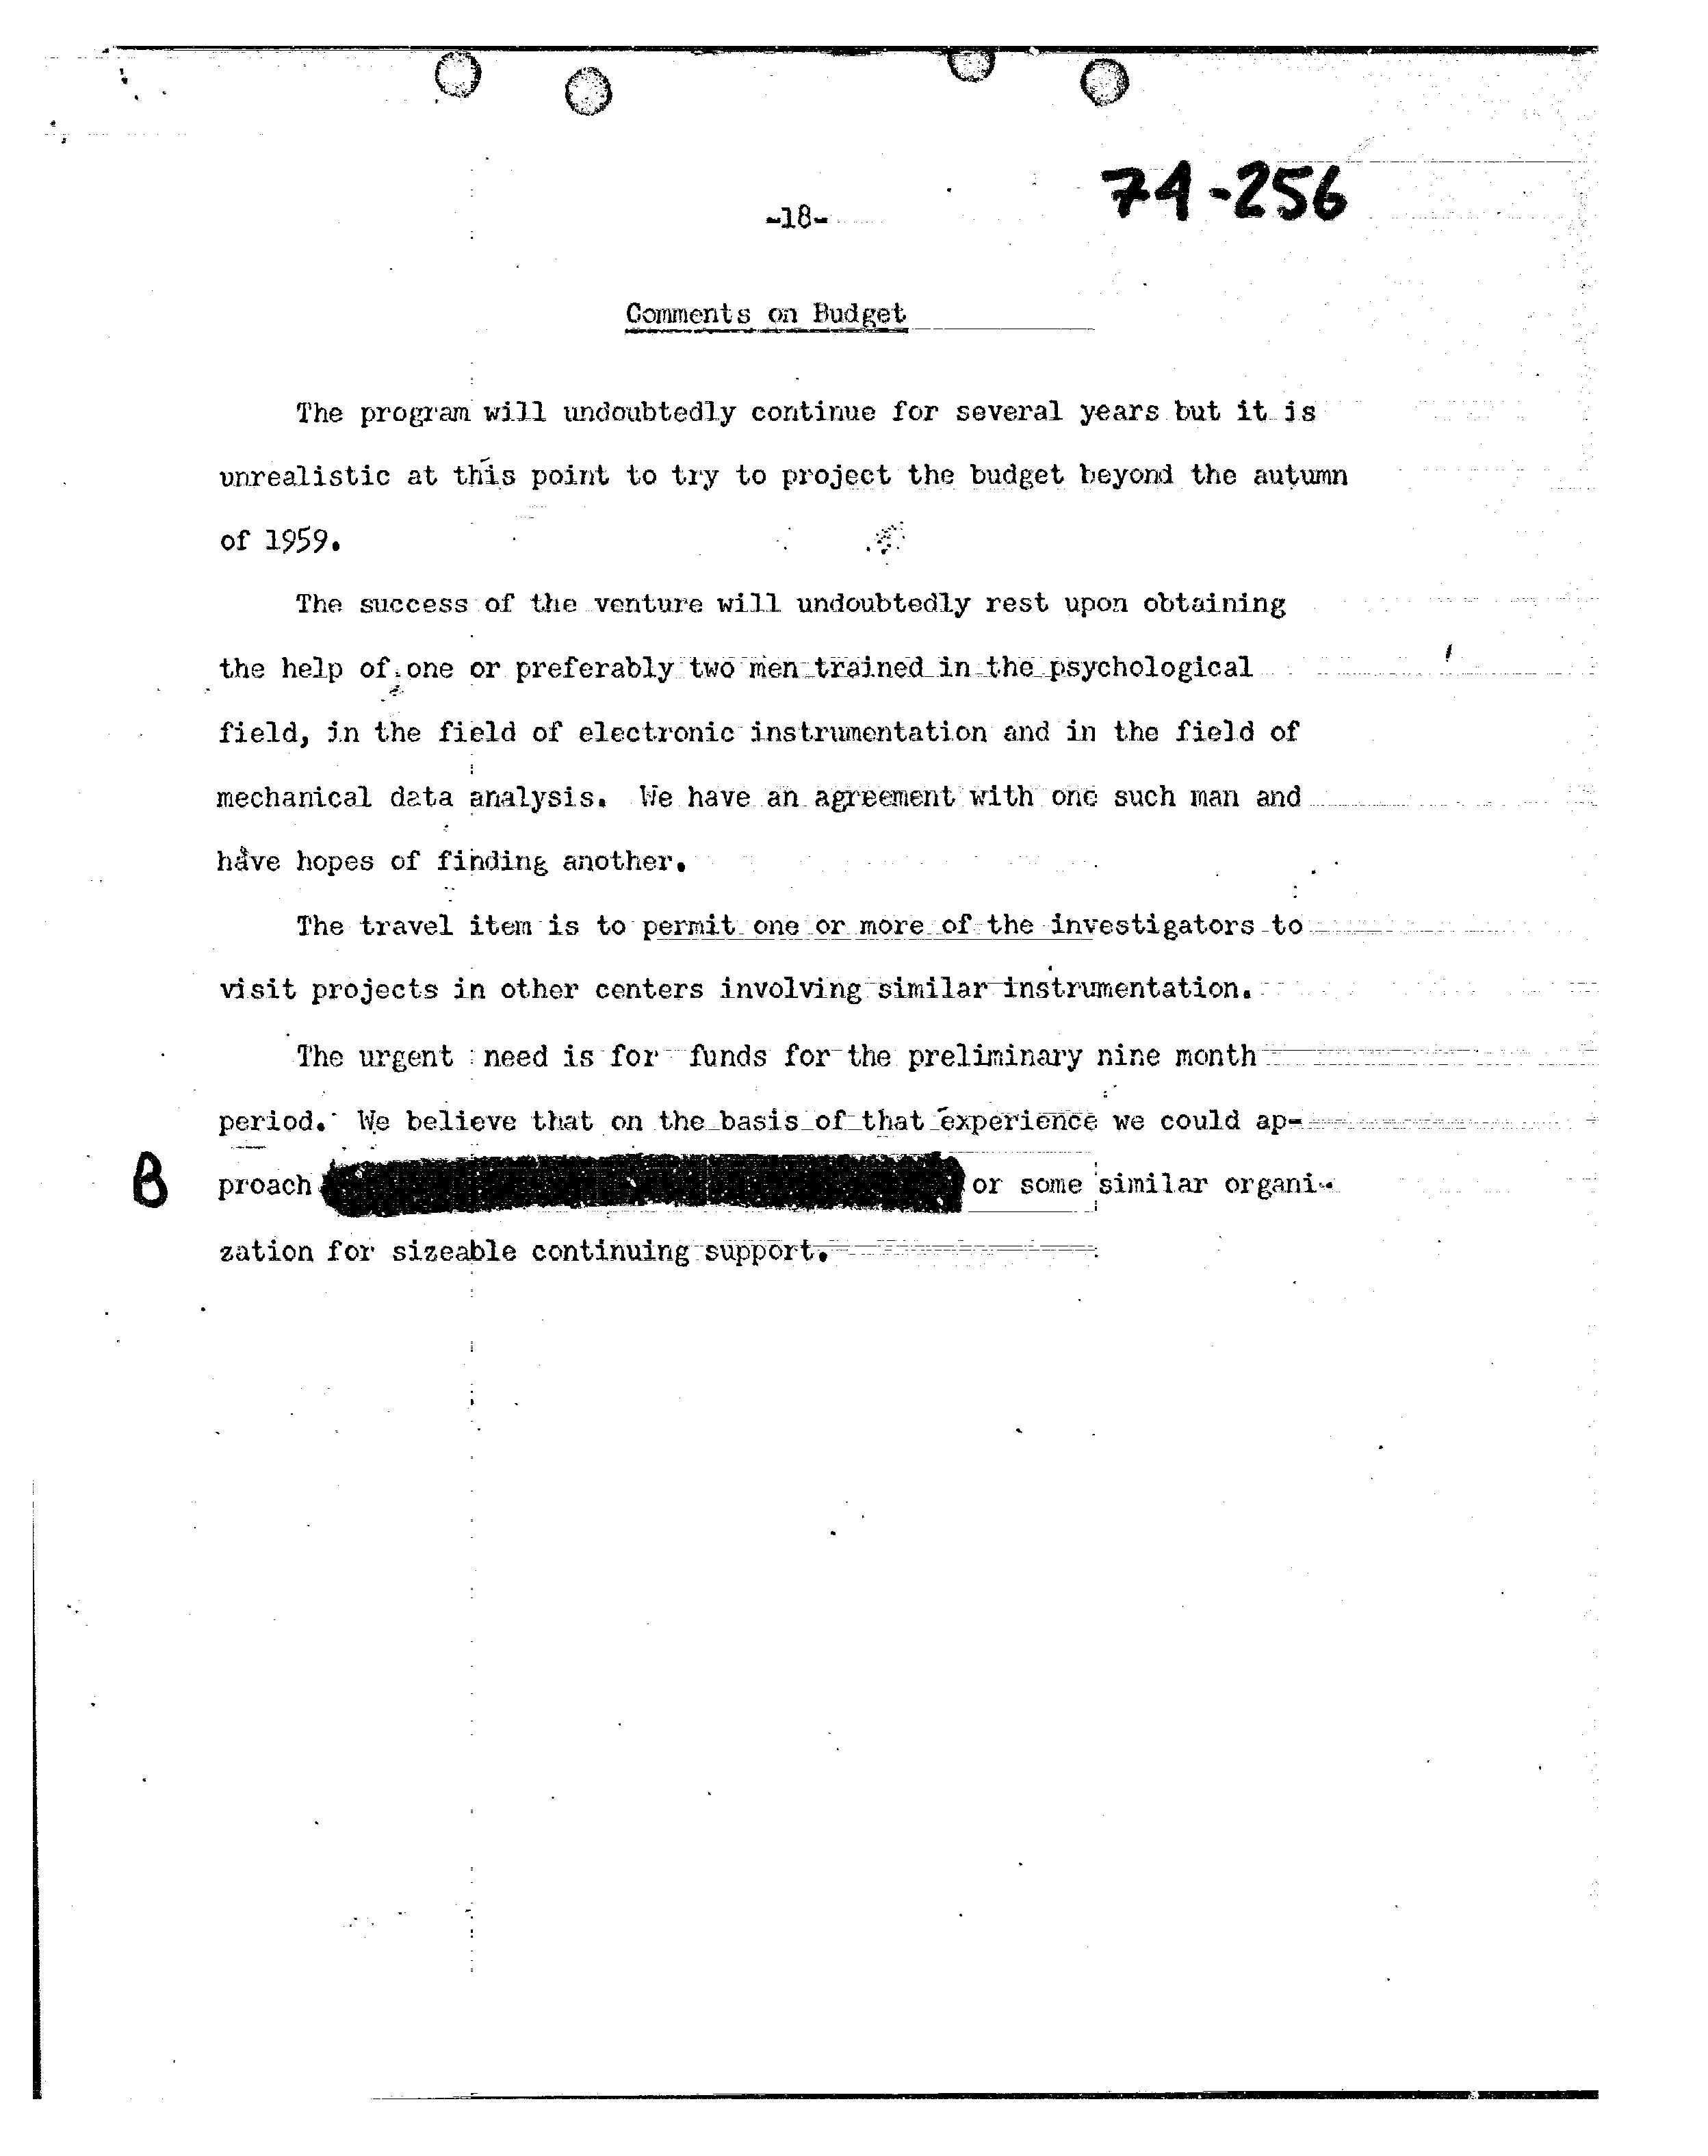 74-256
-18-
Comments on Budget
The program will undoubtedly continue for several years but it is
unrealistic at this point to try to project the budget beyond the autumn
of 1959.
The success of the venture will undoubtedly rest upon obtaining
the help of one or preferably two men trained in the psychological
field, in the field of electronic instrumentation and in the field of
mechanical data analysis. We have an agreement with one such man and
have hopes of finding another.
The travel item is to permit one or more of the investigators to
visit projects in other centers involving similar instrumentation.
The urgent need is for funds for the preliminary nine month
period. We believe that on the basis of that experience we could ap-
B proach or some similar organi-
zation for sizeable continuing support.